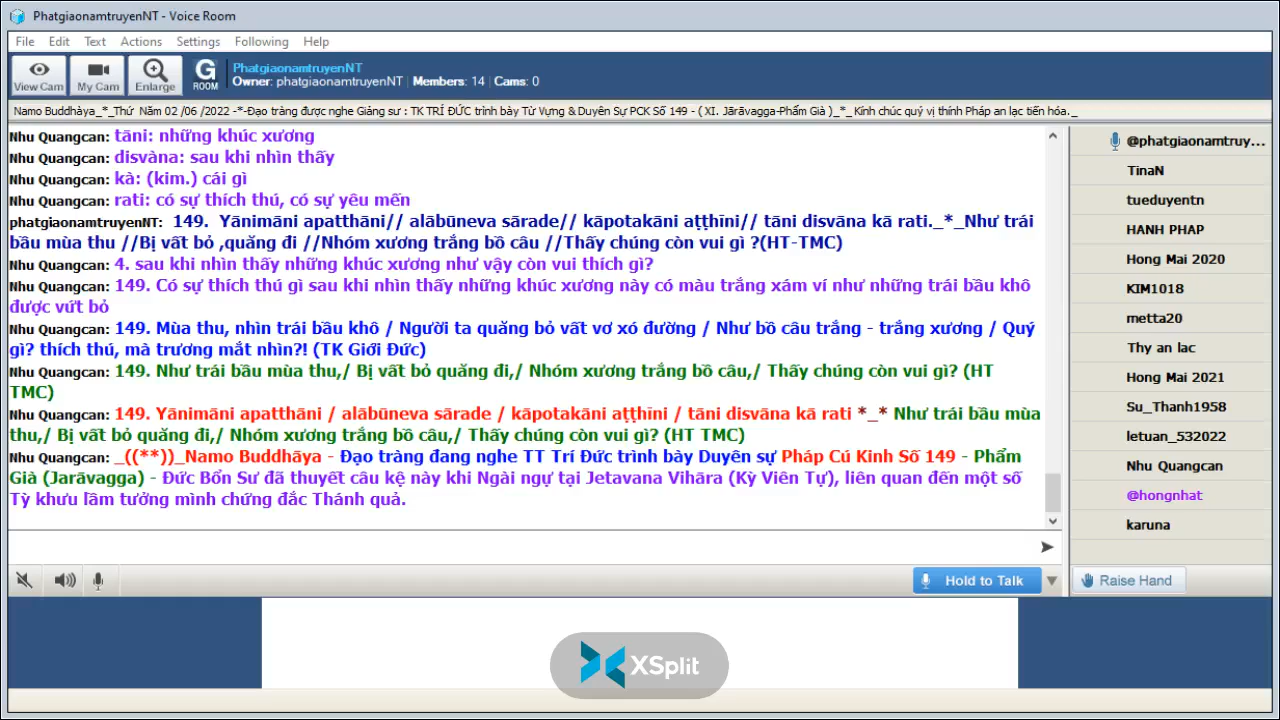 PhatgiaonamtruyenNT - Voice Room
File Edit Text Actions Settings Following Help
View Cam My Cam Enlarge G ROOM
PhatgiaonamtruyenNT
Owner: phatgiaonamtruyenNT | Members: 14 | Cams: 0
Namo Buddhàya_*_Thứ Năm 02 /06 /2022 -*-Đạo tràng được nghe Giảng sư : TK TRÍ ĐỨC trình bày Từ Vựng & Duyên Sự PCK Số 149 - ( XI. Jãrãvagga-Phẩm Già )_*_ Kính chúc quý vị thính Pháp an lạc tiến hóa._
Nhu Quangcan: tāni: những khúc xương
Nhu Quangcan: disvàna: sau khi nhìn thấy
Nhu Quangcan: kà: (kim.) cái gì
Nhu Quangcan: rati: có sự thích thú, có sự yêu mến
phatgiaonamtruyenNT: 149. Yānimāni apatthāni// alābūneva sārade// kāpotakāni aṭṭhīni// tāni disvāna kā rati._*_Như trái
bầu mùa thu //Bị vất bỏ ,quăng đi //Nhóm xương trắng bồ câu //Thấy chúng còn vui gì ?(HT-TMC)
Nhu Quangcan: 4. sau khi nhìn thấy những khúc xương như vậy còn vui thích gì?
Nhu Quangcan: 149. Có sự thích thú gì sau khi nhìn thấy những khúc xương này có màu trắng xám ví như những trái bầu khô
được vứt bỏ
Nhu Quangcan: 149. Mùa thu, nhìn trái bầu khô / Người ta quăng bỏ vất vơ xó đường / Như bồ câu trắng - trắng xương / Quý
gì? thích thú, mà trương mắt nhìn?! (TK Giới Đức)
Nhu Quangcan: 149. Như trái bầu mùa thu,/ Bị vất bỏ quăng đi,/ Nhóm xương trắng bồ câu,/ Thấy chúng còn vui gì? (HT
TMC)
Nhu Quangcan: 149. Yānimāni apatthāni / alābūneva sārade / kāpotakāni aṭṭhīni / tāni disvāna kā rati *_* Như trái bầu mùa
thu,/ Bị vất bỏ quăng đi,/ Nhóm xương trắng bồ câu,/ Thấy chúng còn vui gì? (HT TMC)
Nhu Quangcan: _((**))_Namo Buddhāya - Đạo tràng đang nghe TT Trí Đức trình bày Duyên sự Pháp Cú Kinh Số 149 - Phẩm
Già (Jarāvagga) - Đức Bổn Sư đã thuyết câu kệ này khi Ngài ngự tại Jetavana Vihāra (Kỳ Viên Tự), liên quan đến một số
Tỳ khưu lầm tưởng mình chứng đắc Thánh quả.
@phatgiaonamtruy...
TinaN
tueduyentn
HANH PHAP
Hong Mai 2020
KIM1018
metta20
Thy an lac
Hong Mai 2021
Su_Thanh1958
letuan_532022
Nhu Quangcan
@hongnhat
karuna
Hold to Talk
Raise Hand
XSplit